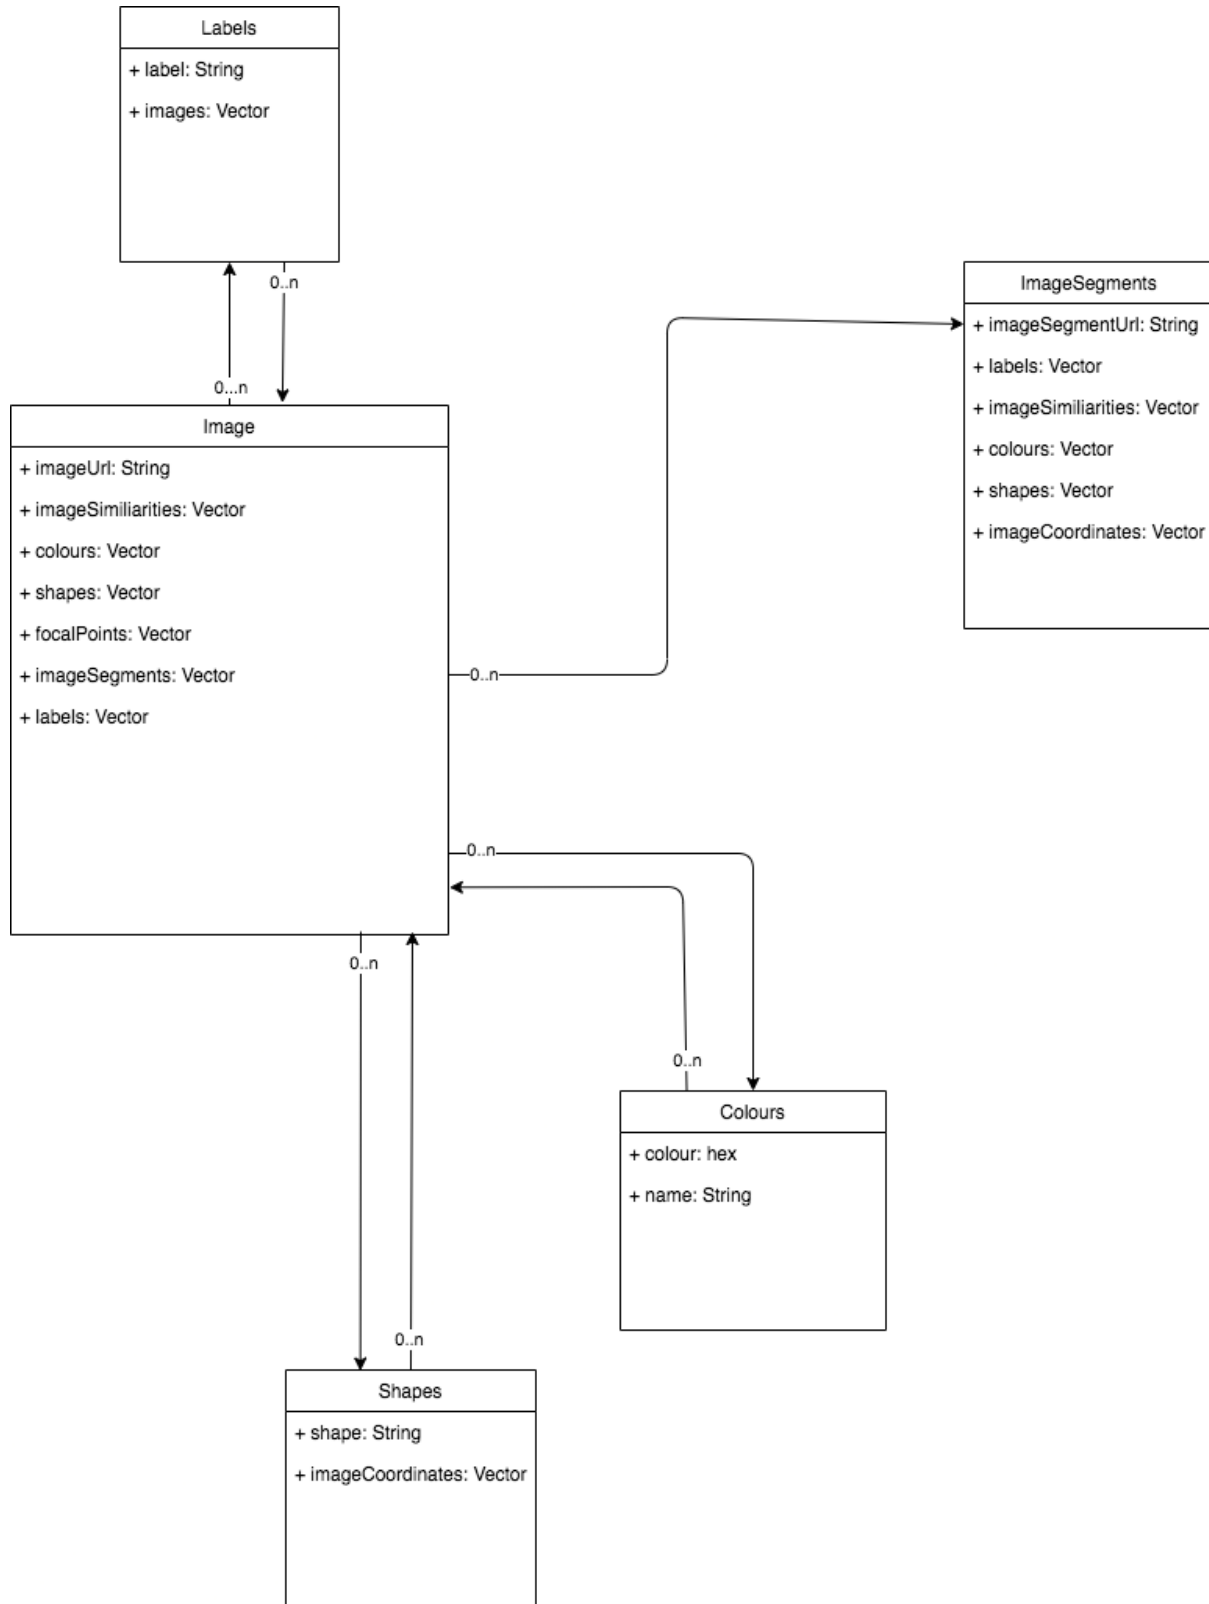 Labels
+ label: String
+ images: Vector
0..n
0...n
Image
+ imageUrl: String
+ imageSimiliarities: Vector
+ colours: Vector
+ shapes: Vector
+ focalPoints: Vector
+ imageSegments: Vector
+ labels: Vector
ImageSegments
+ imageSegmentUrl: String
+ labels: Vector
+ imageSimiliarities: Vector
+ colours: Vector
+ shapes: Vector
+ imageCoordinates: Vector
0..n
0..n
0..n
0..n
Colours
+ colour: hex
+ name: String
0..n
Shapes
+ shape: String
+ imageCoordinates: Vector